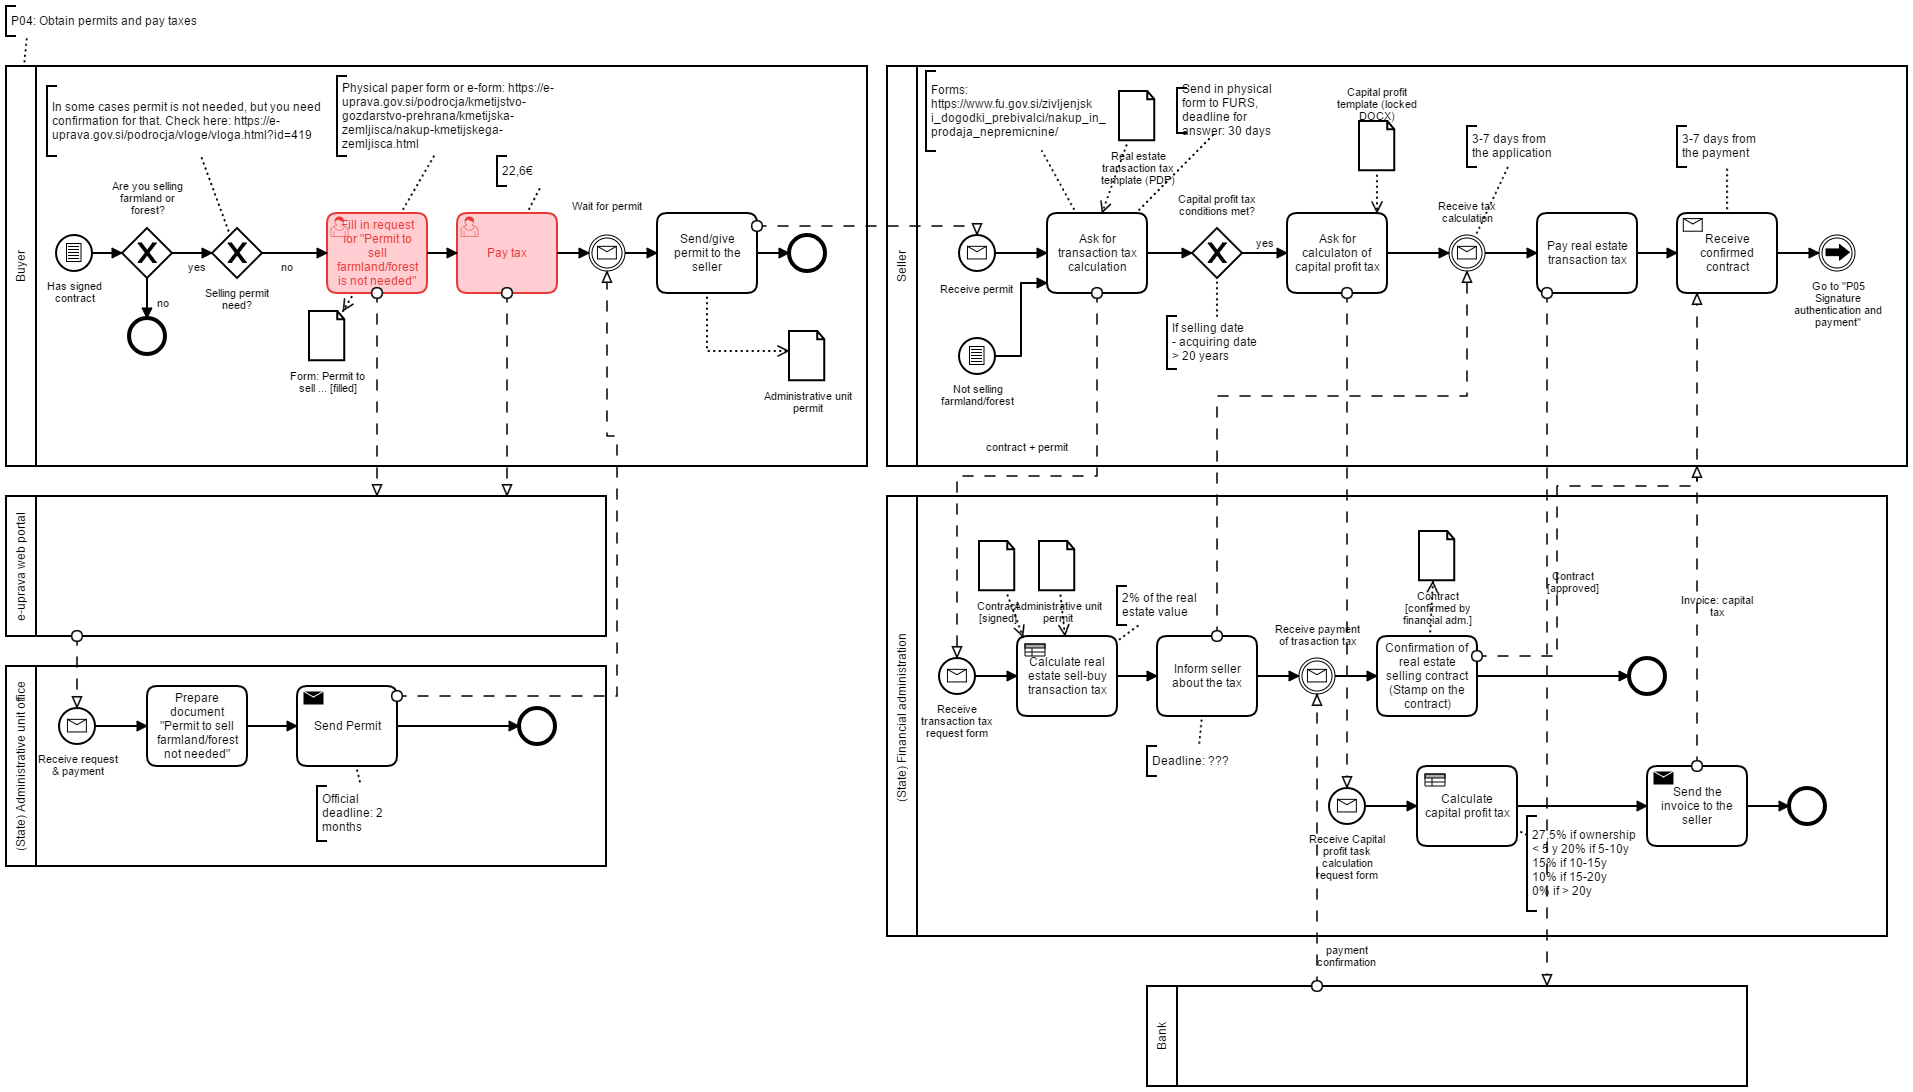 P04: Obtain permits and pay taxes
Buyer
In some cases permit is not needed, but you need
confirmation for that. Check here: https://e-
uprava.gov.si/podrocja/vloge/vloga.html?id=419
Physical paper form or e-form: https://e-
uprava.gov.si/podrocja/kmetijstvo-
gozdarstvo-prehrana/kmetijska-
zemljisca/nakup-kmetijskega-
zemljisca.html
22,6€
Are you selling
farmland or
forest?
Has signed
contract
yes
no
Selling permit
need?
no
Fill in request
for "Permit to
sell
farmland/forest
is not needed"
Pay tax
Wait for permit
Send/give
permit to the
seller
Form: Permit to
sell ... [filled]
Administrative unit
permit
e-uprava web portal
(State) Administrative unit office
Receive request
& payment
Prepare
document
"Permit to sell
farmland/forest
not needed"
Send Permit
Official
deadline: 2
months
Seller
Forms:
https://www.fu.gov.si/zivljenjsk
i_dogodki_prebivalci/nakup_in_
prodaja_nepremicnine/
Real estate
transaction tax
template (PDP)
Send in physical
form to FURS,
deadline for
answer: 30 days
Capital profit
template (locked
DOCX)
3-7 days from
the application
3-7 days from
the payment
Receive permit
Not selling
farmland/forest
Ask for
transaction tax
calculation
Capital profit tax
conditions met?
yes
If selling date
- acquiring date
> 20 years
Ask for
calculaton of
capital profit tax
Receive tax
calculation
Pay real estate
transaction tax
Receive
confirmed
contract
Go to "P05
Signature
authentication and
payment"
contract + permit
(State) Financial administration
Contract
[signed]
Administrative unit
permit
2% of the real
estate value
Receive
transaction tax
request form
Calculate real
estate sell-buy
transaction tax
Inform seller
about the tax
Deadline: ???
Receive payment
of trasaction tax
Contract
[confirmed by
financial adm.]
Confirmation of
real estate
selling contract
(Stamp on the
contract)
Contract
[approved]
Invoice: capital
tax
Receive Capital
profit task
calculation
request form
Calculate
capital profit tax
27,5% if ownership
< 5 y 20% if 5-10y
15% if 10-15y
10% if 15-20y
0% if > 20y
Send the
invoice to the
seller
payment
confirmation
Bank